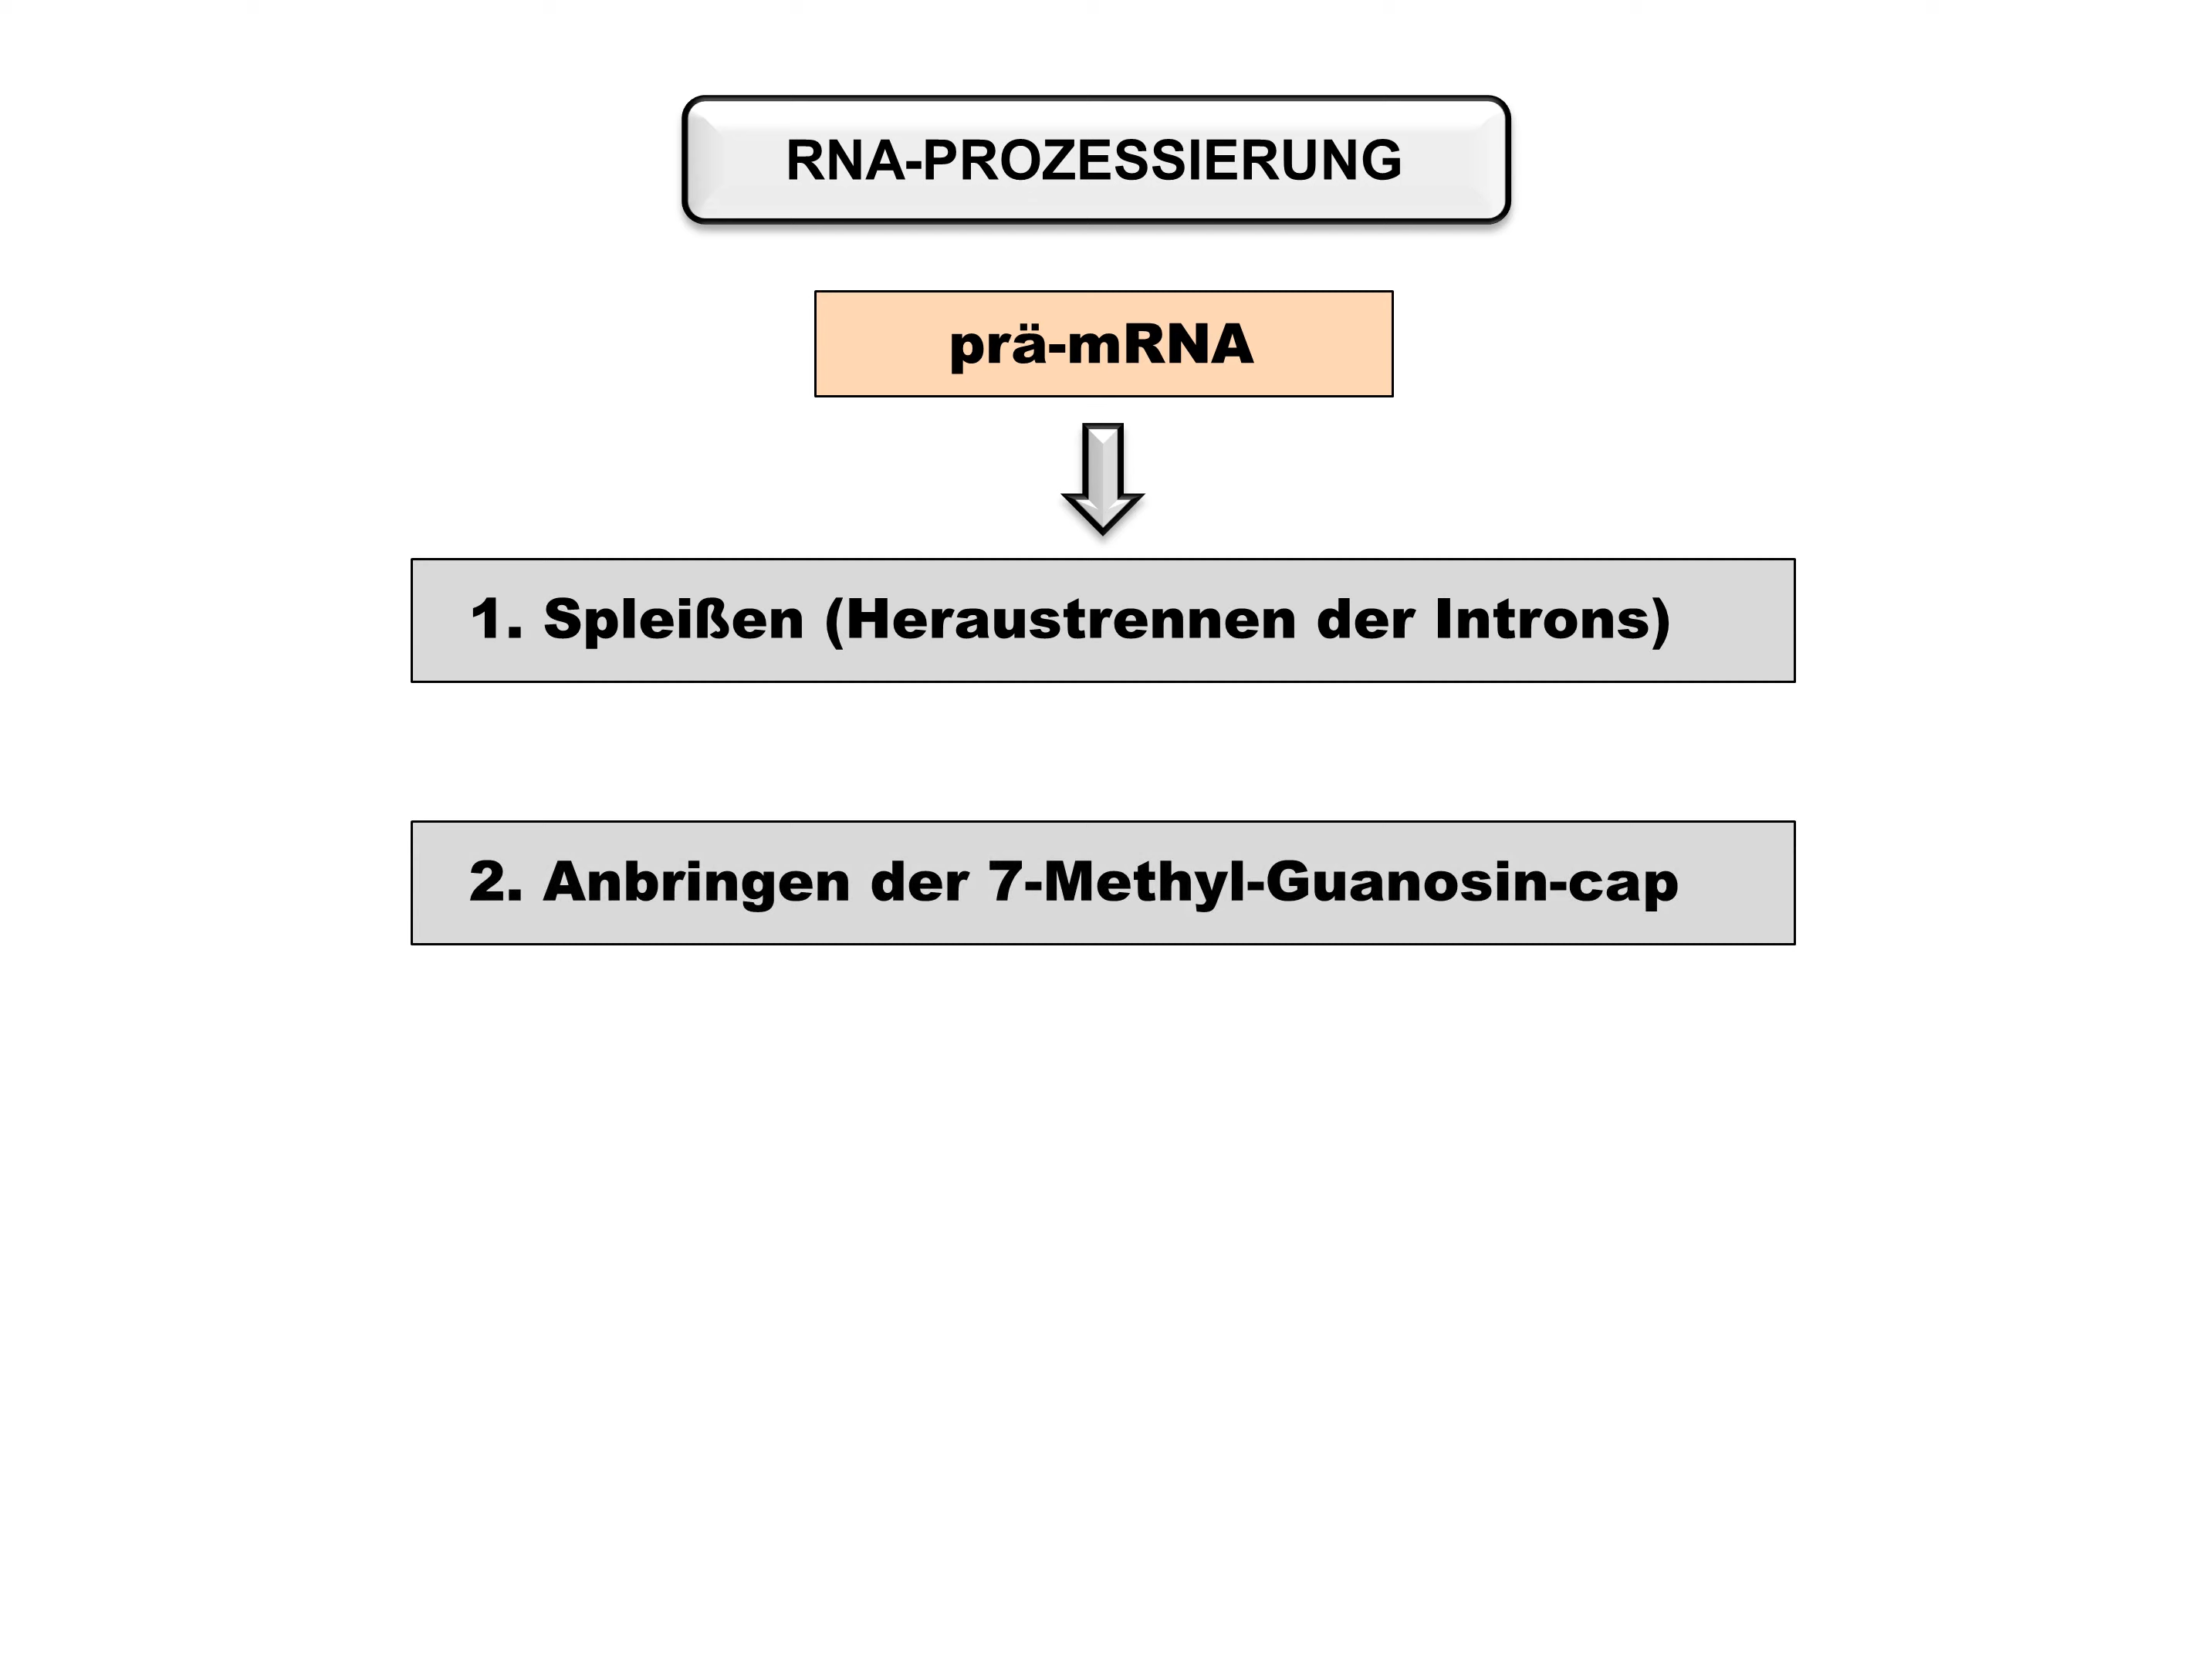 RNA-PROZESSIERUNG
prä-mRNA
1. Spleißen (Heraustrennen der Introns)
2. Anbringen der 7-Methyl-Guanosin-cap